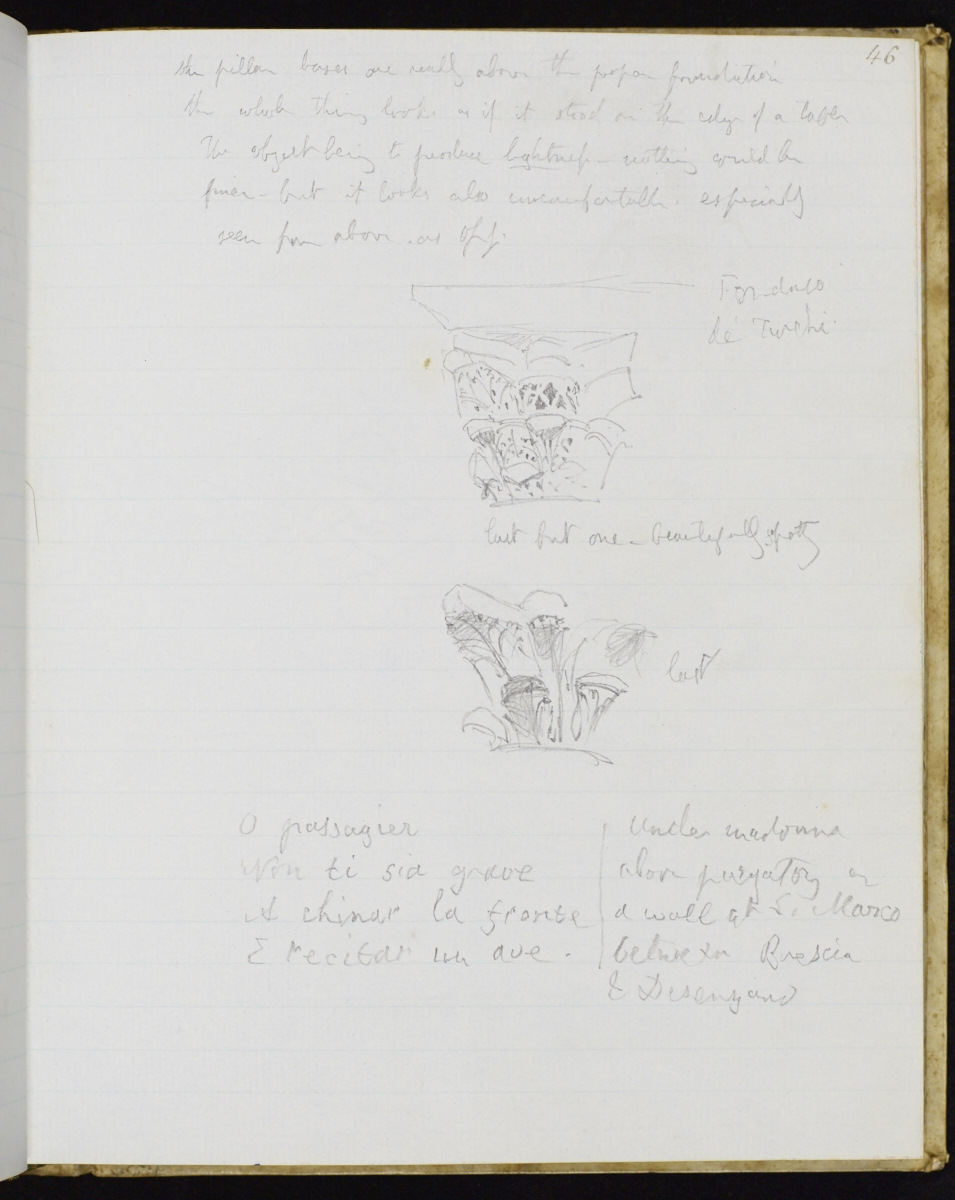 46
the pillar bases are really above the proper foundation
the whole thing looks as if it stood on the edge of a table
The object being to produce lightness - nothing could be
finer - but it looks also uncomfortable. especially
seen from above. as opp.
Fondaco
de Turchi.
last but one - beautifully spotty
last
O passagier
Non ti sia grave
A chinar la fronte
E recitar un ave.
Under madonna
above purgatory on
a wall at S. Marco
between Brescia
& Desenzano